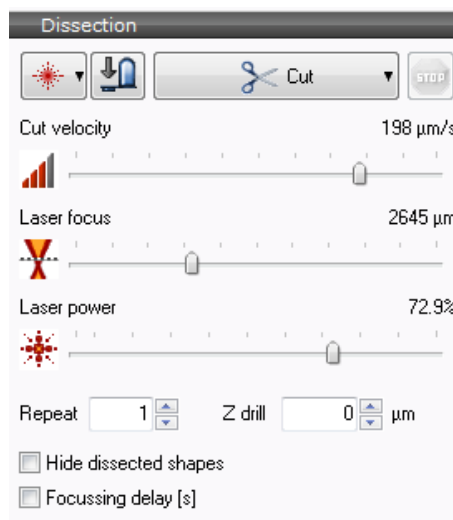 Dissection
Cut STOP
Cut velocity 198 µm/s
Laser focus 2645 µm
Laser power 72.9%
Repeat 1 Z drill 0 µm
Hide dissected shapes
Focussing delay [s]